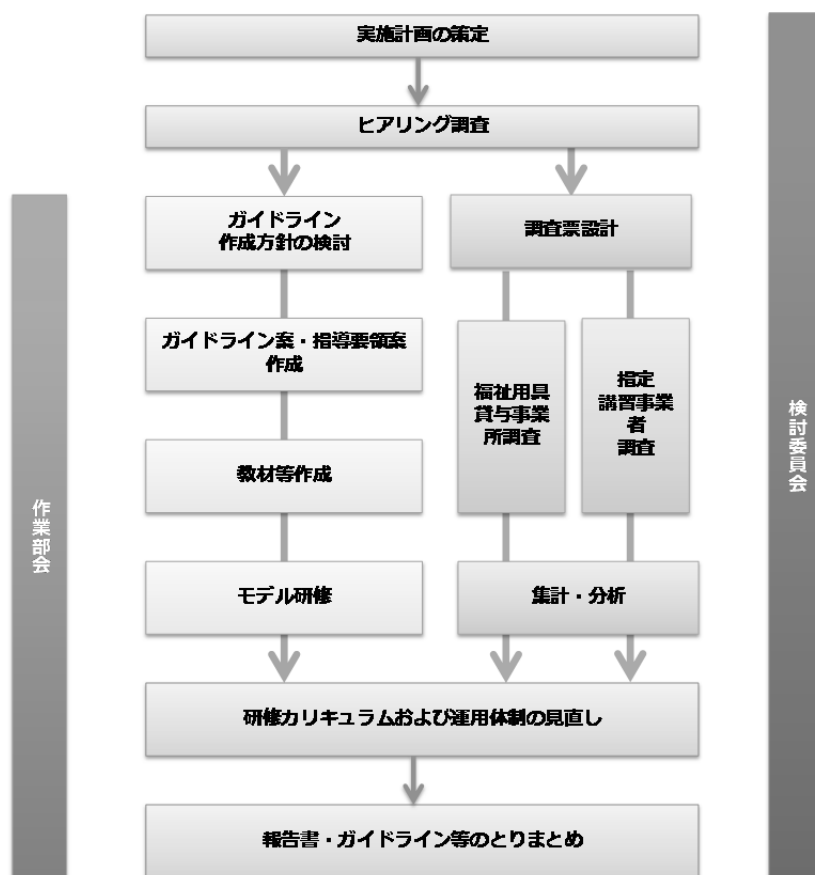 実施計画の策定
ヒアリング調査
ガイドライン
作成方針の検討
調査票設計
ガイドライン案・指導要領案
作成
福祉用具
貸与事業
所調査
指定
講習事業
者
調査
教材等作成
モデル研修
集計・分析
研修カリキュラムおよび運用体制の見直し
報告書・ガイドライン等のとりまとめ
作業部会
検討委員会